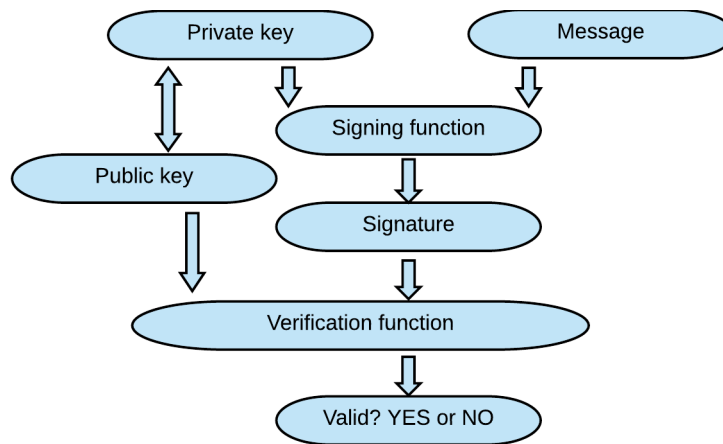 Private key
Message
Signing function
Public key
Signature
Verification function
Valid? YES or NO